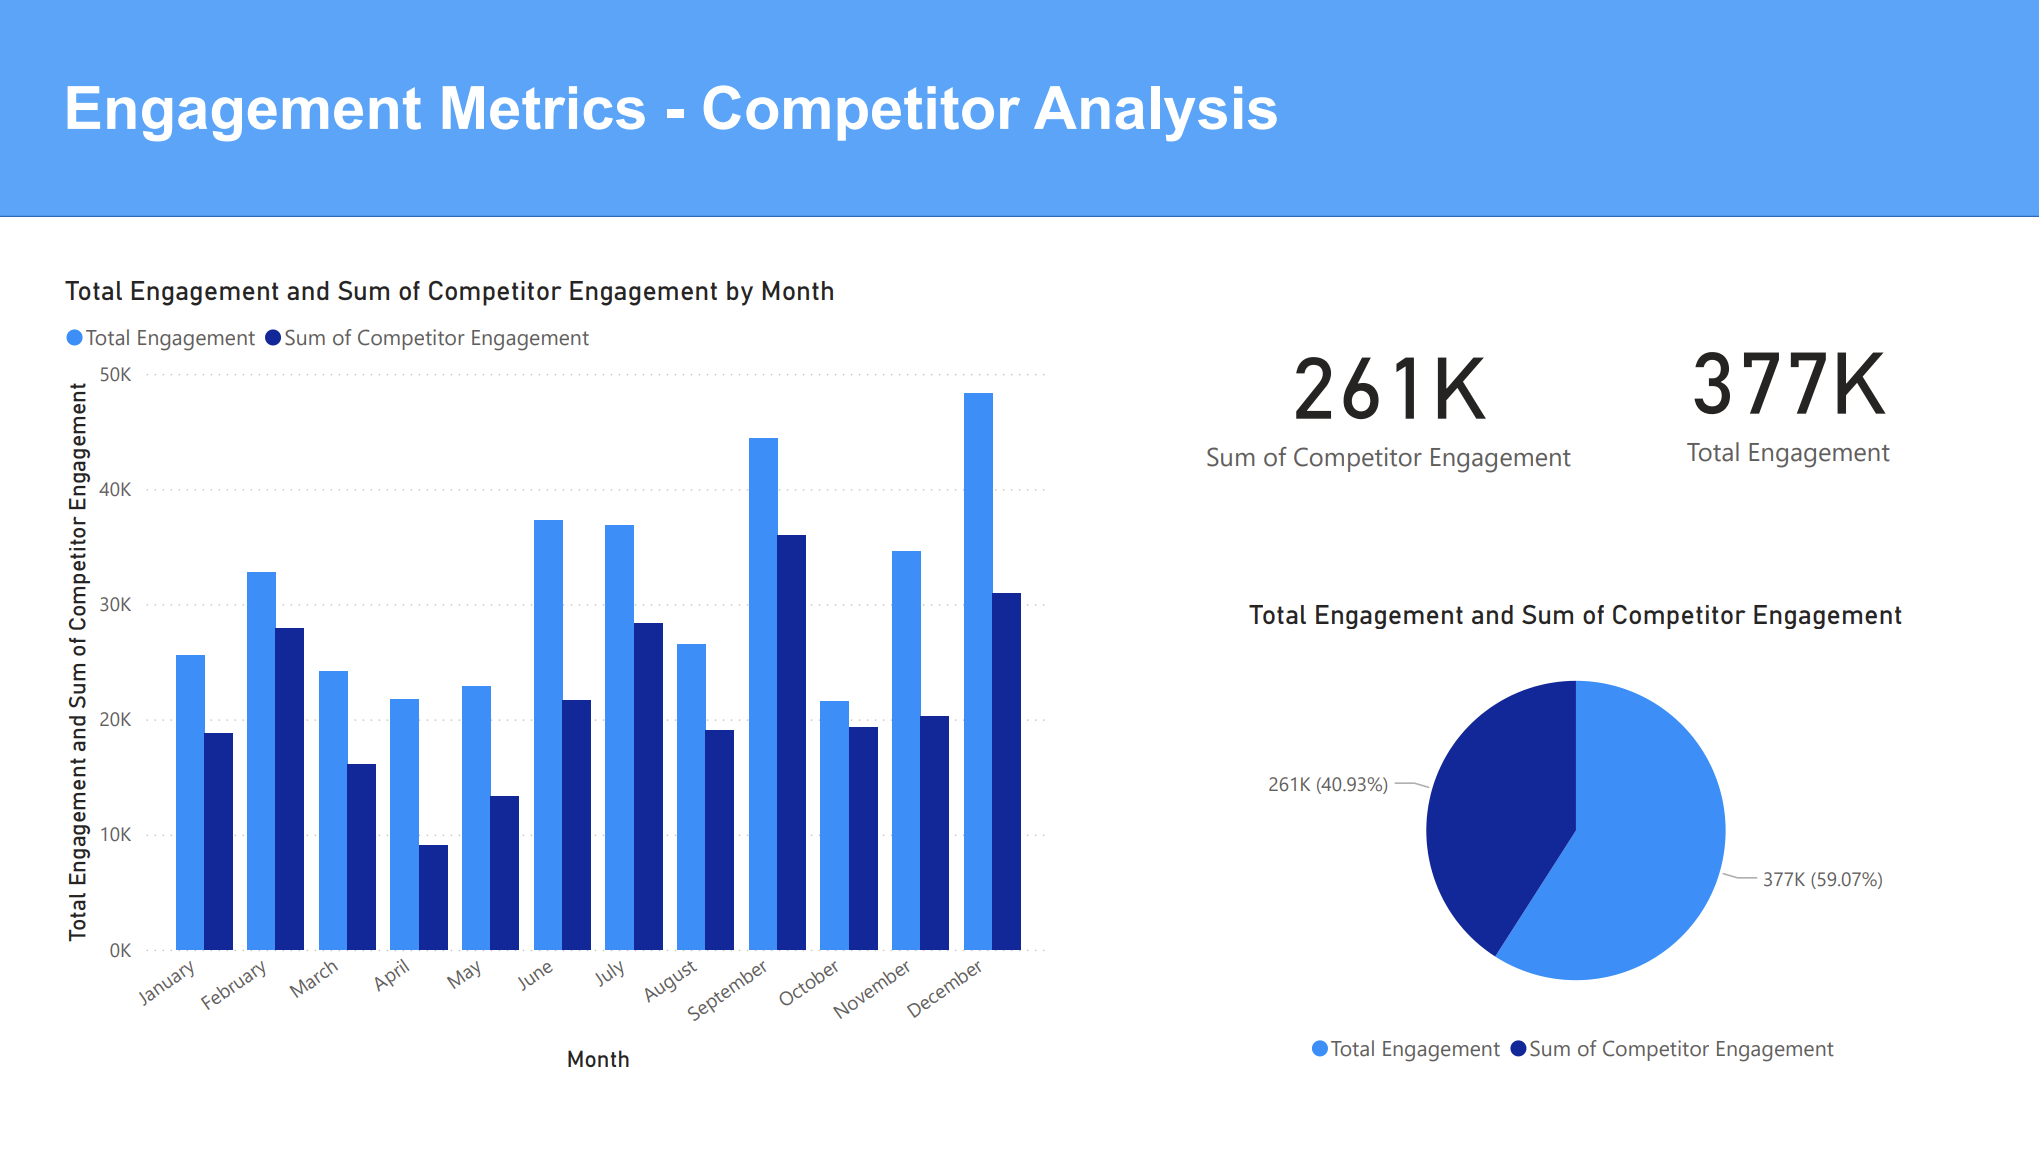 Engagement Metrics - Competitor Analysis
Total Engagement and Sum of Competitor Engagement by Month
Total Engagement Sum of Competitor Engagement
Total Engagement and Sum of Competitor Engagement
50K
40K
30K
20K
10K
0K
January
February
March
April
May
June
July
August
September
October
November
December
Month
261K
Sum of Competitor Engagement
377K
Total Engagement
Total Engagement and Sum of Competitor Engagement
261K (40.93%)
377K (59.07%)
Total Engagement Sum of Competitor Engagement